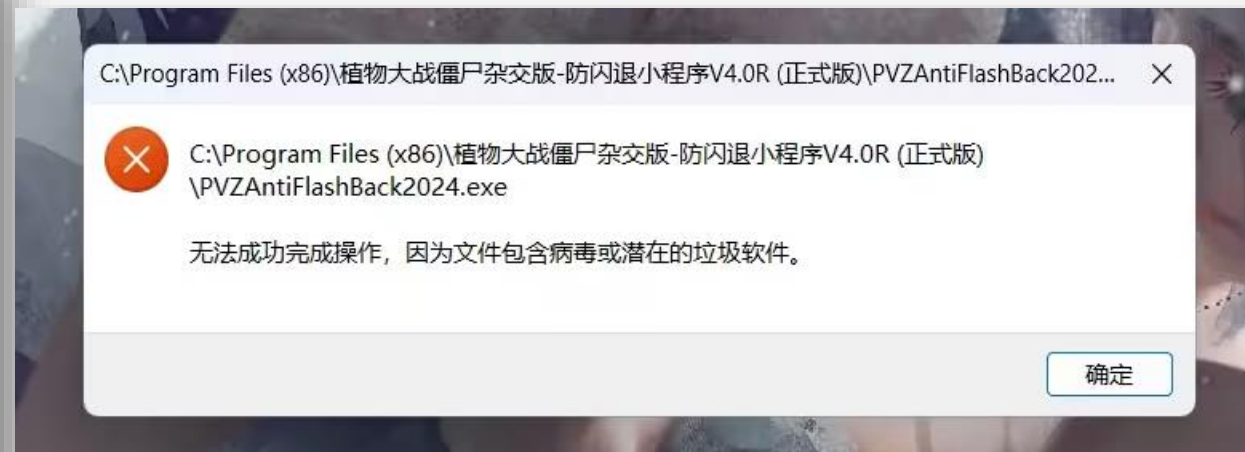 C:\Program Files (x86)\植物大战僵尸杂交版-防闪退小程序V4.0R (正式版)\PVZAntiFlashBack202...
C:\Program Files (x86)\植物大战僵尸杂交版-防闪退小程序V4.0R (正式版)
\PVZAntiFlashBack2024.exe
无法成功完成操作，因为文件包含病毒或潜在的垃圾软件。
确定